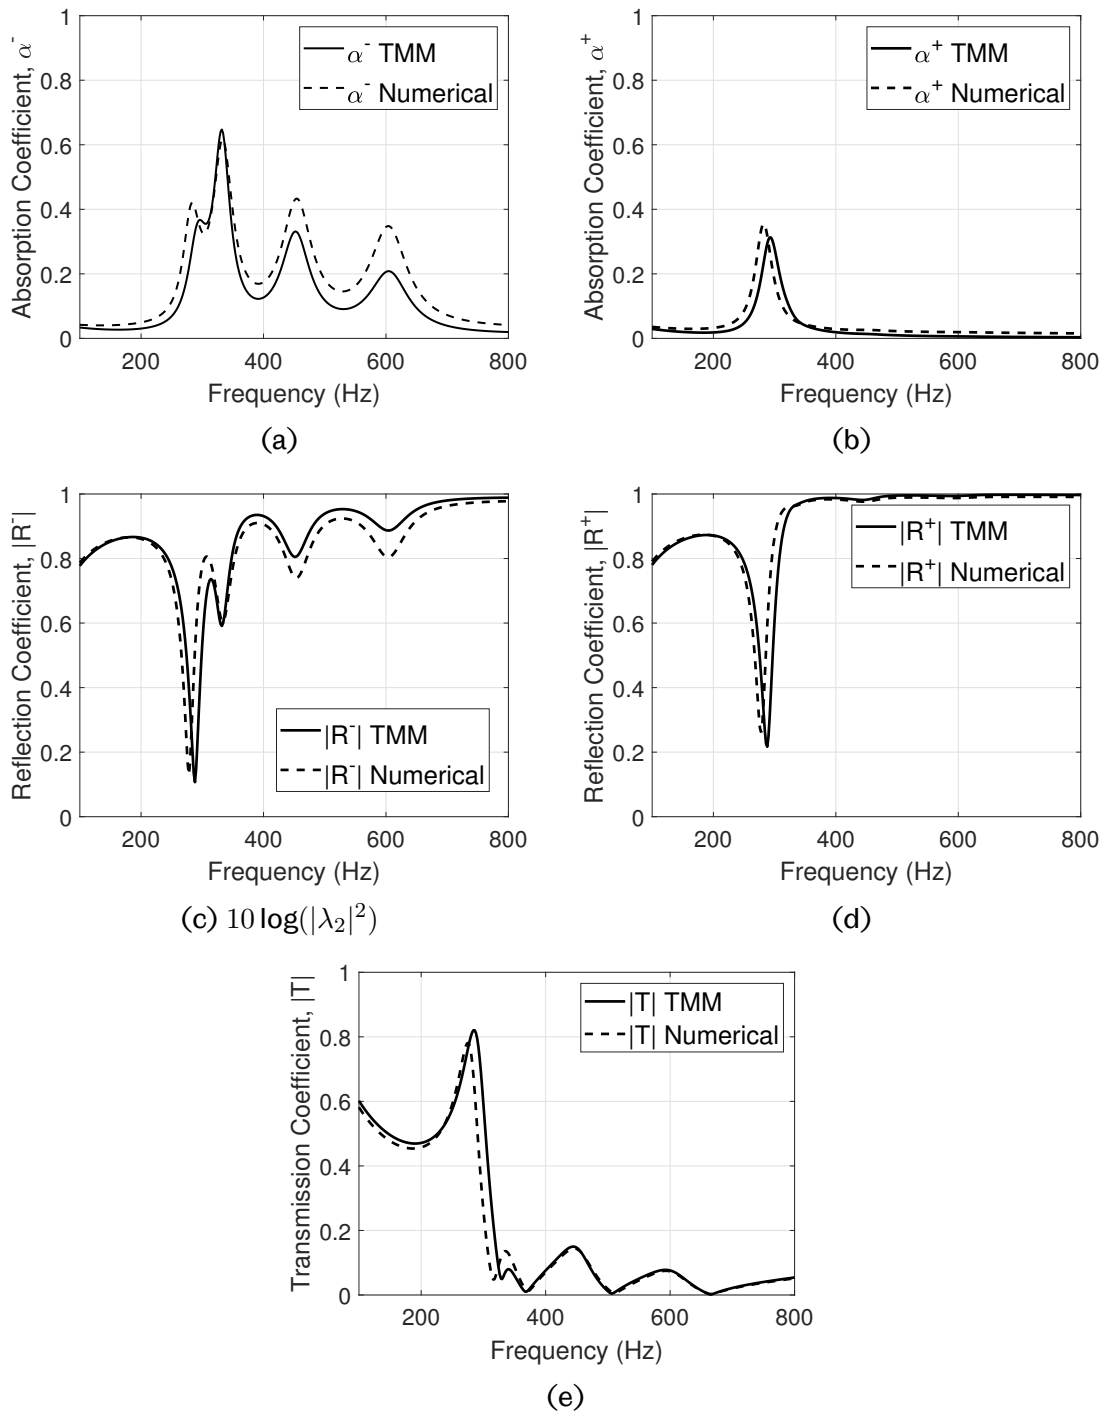 Absorption Coefficient, α⁻
1
0.8
0.6
0.4
0.2
0
α⁻ TMM
α⁻ Numerical
200 400 600 800
Frequency (Hz)
(a)
Absorption Coefficient, α⁺
1
0.8
0.6
0.4
0.2
0
α⁺ TMM
α⁺ Numerical
200 400 600 800
Frequency (Hz)
(b)
Reflection Coefficient, |R⁻|
1
0.8
0.6
0.4
0.2
0
|R⁻| TMM
|R⁻| Numerical
200 400 600 800
Frequency (Hz)
(c) 10 log(|λ₂|²)
Reflection Coefficient, |R⁺|
1
0.8
0.6
0.4
0.2
0
|R⁺| TMM
|R⁺| Numerical
200 400 600 800
Frequency (Hz)
(d)
Transmission Coefficient, |T|
1
0.8
0.6
0.4
0.2
0
|T| TMM
|T| Numerical
200 400 600 800
Frequency (Hz)
(e)